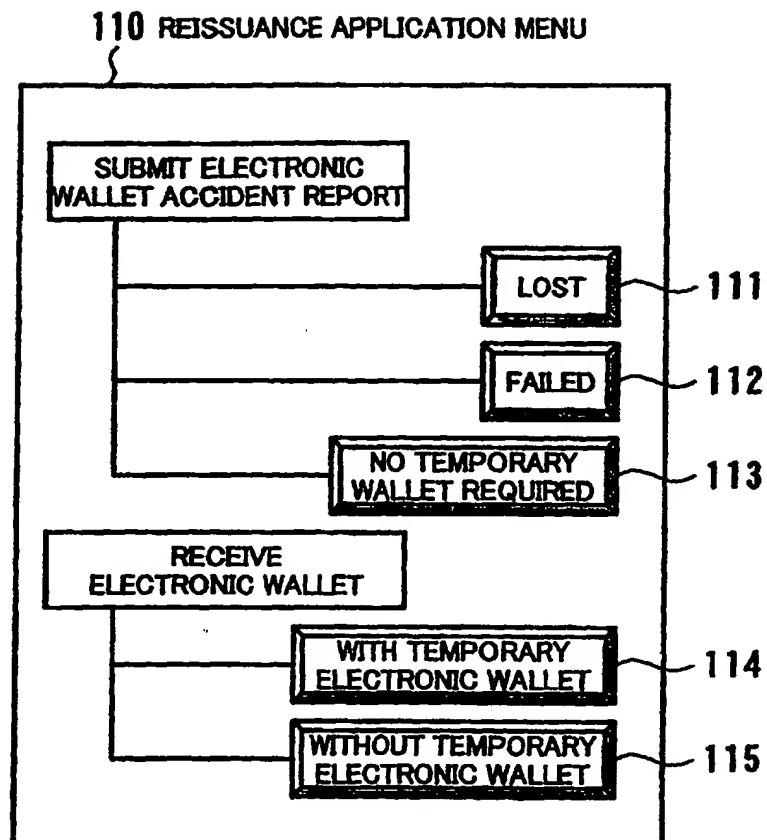 110 REISSUANCE APPLICATION MENU
SUBMIT ELECTRONIC
WALLET ACCIDENT REPORT
LOST
111
FAILED
112
NO TEMPORARY
WALLET REQUIRED
113
RECEIVE
ELECTRONIC WALLET
WITH TEMPORARY
ELECTRONIC WALLET
114
WITHOUT TEMPORARY
ELECTRONIC WALLET
115